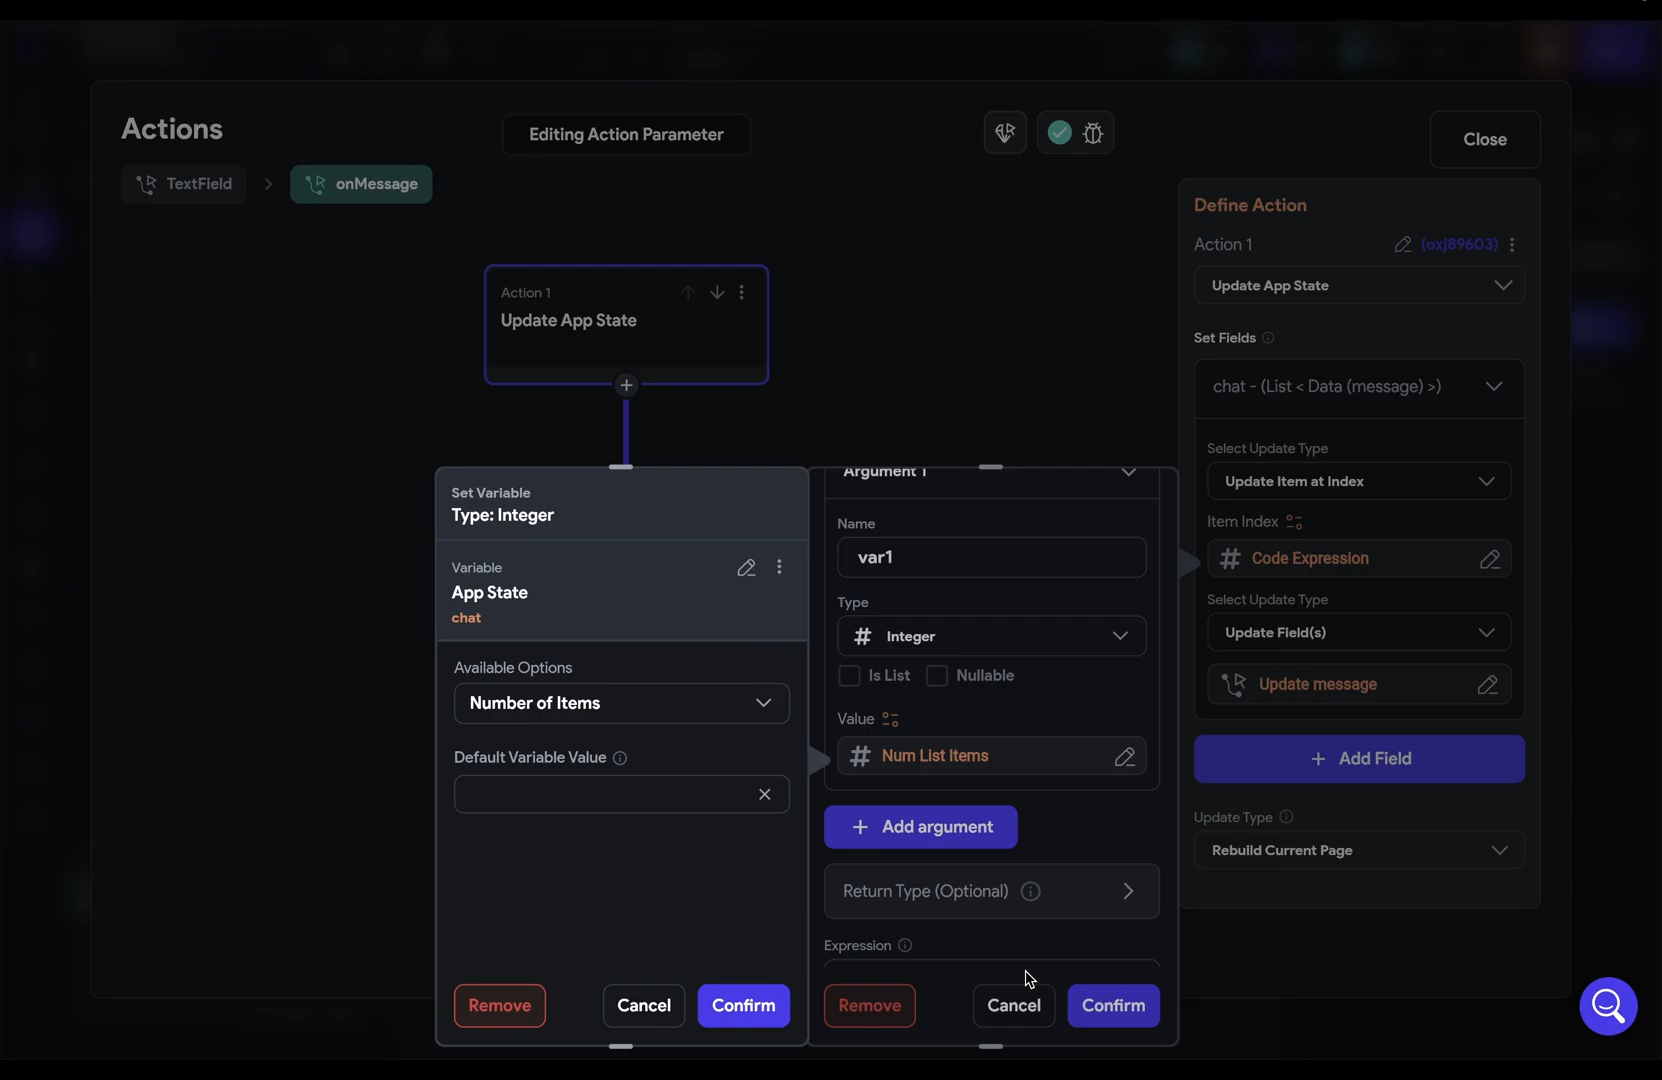 Actions
Editing Action Parameter
Close
TextField
onMessage
Action 1
Update App State
Set Variable
Type: Integer
Variable
App State
chat
Available Options
Number of Items
Default Variable Value
Remove
Cancel
Confirm
Argument 1
Name
var1
Type
Integer
Is List
Nullable
Value
Num List Items
+ Add argument
Return Type (Optional)
Expression
Remove
Cancel
Confirm
Define Action
Action 1
(oxj89603)
Update App State
Set Fields
chat - (List < Data (message) >)
Select Update Type
Update Item at Index
Item Index
Code Expression
Select Update Type
Update Field(s)
Update message
+ Add Field
Update Type
Rebuild Current Page